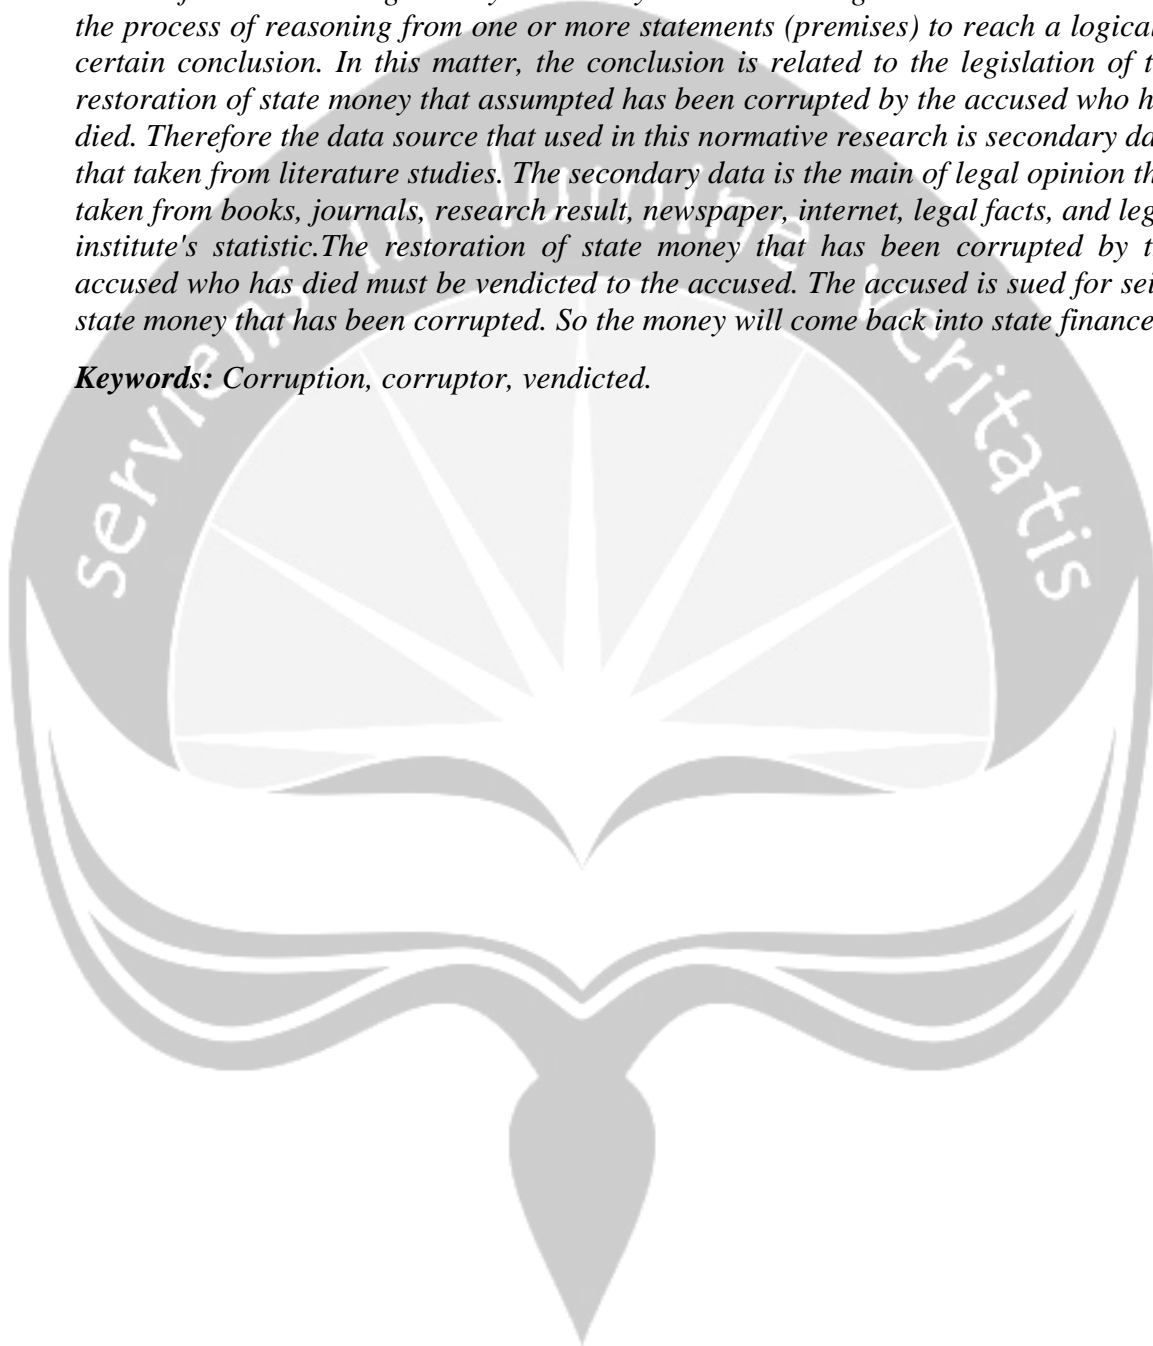 the process of reasoning from one or more statements (premises) to reach a logical
certain conclusion. In this matter, the conclusion is related to the legislation of
restoration of state money that assumpted has been corrupted by the accused who
died. Therefore the data source that used in this normative research is secondary
that taken from literature studies. The secondary data is the main of legal opinion
taken from books, journals, research result, newspaper, internet, legal facts, and
institute's statistic.The restoration of state money that has been corrupted by
accused who has died must be vendicted to the accused. The accused is sued for
state money that has been corrupted. So the money will come back into state finance
Keywords: Corruption, corruptor, vendicted.
serviens in lumine veritatis